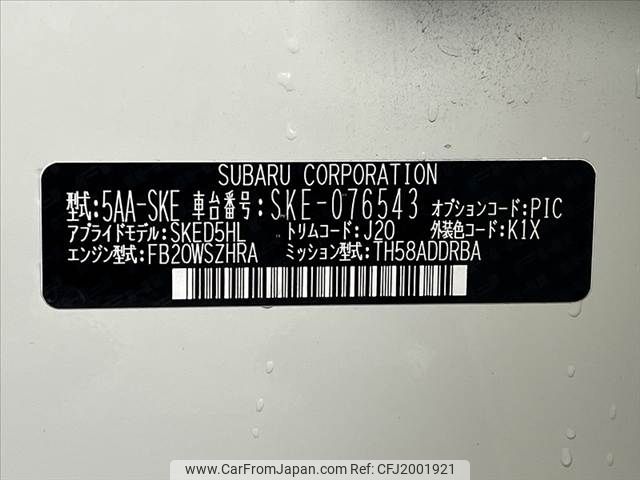 SUBARU CORPORATION
型式:5AA-SKE 車台番号:SKE-076543 オプションコード:PIC
アプライドモデル:SKED5HL トリムコード:J20 外装色コード:K1X
エンジン型式:FB20WSZHRA ミッション型式:TH58ADDRBA
www.CarFromJapan.com - CFJ2001921